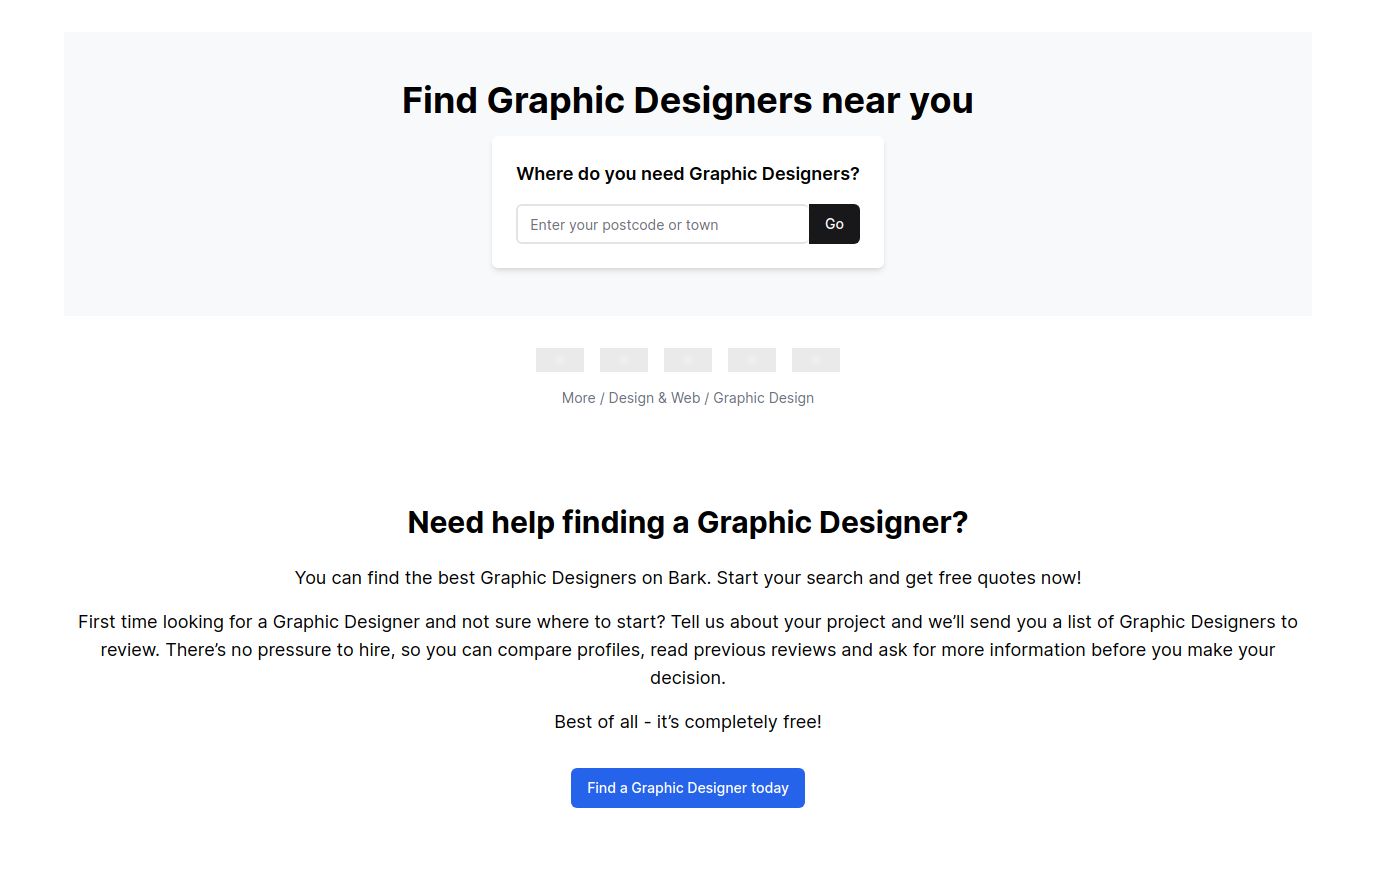 Find Graphic Designers near you
Where do you need Graphic Designers?
Enter your postcode or town
Go
More / Design & Web / Graphic Design
Need help finding a Graphic Designer?
You can find the best Graphic Designers on Bark. Start your search and get free quotes now!
First time looking for a Graphic Designer and not sure where to start? Tell us about your project and we’ll send you a list of Graphic Designers to
review. There’s no pressure to hire, so you can compare profiles, read previous reviews and ask for more information before you make your
decision.
Best of all - it’s completely free!
Find a Graphic Designer today